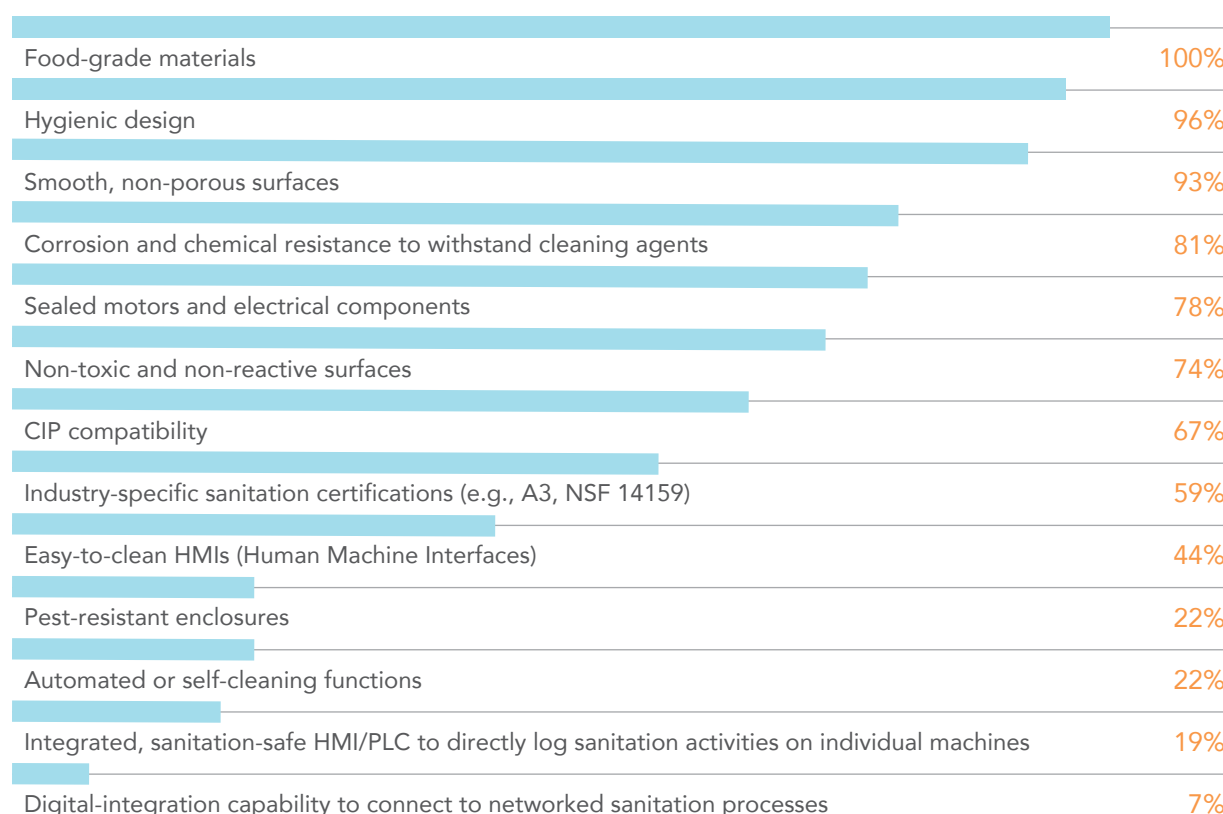 Food-grade materials 100%
Hygienic design 96%
Smooth, non-porous surfaces 93%
Corrosion and chemical resistance to withstand cleaning agents 81%
Sealed motors and electrical components 78%
Non-toxic and non-reactive surfaces 74%
CIP compatibility 67%
Industry-specific sanitation certifications (e.g., A3, NSF 14159) 59%
Easy-to-clean HMIs (Human Machine Interfaces) 44%
Pest-resistant enclosures 22%
Automated or self-cleaning functions 22%
Integrated, sanitation-safe HMI/PLC to directly log sanitation activities on individual machines 19%
Digital-integration capability to connect to networked sanitation processes 7%